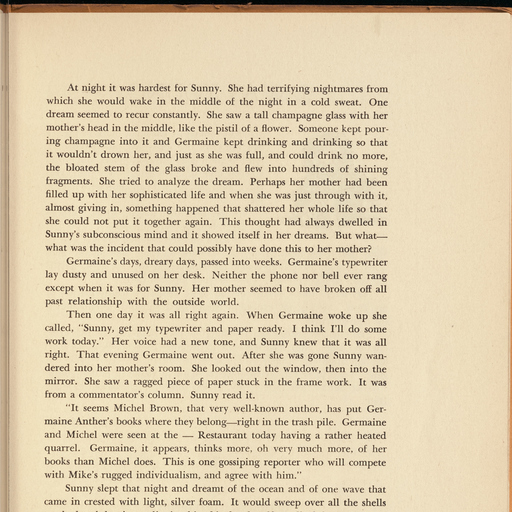 At night it was hardest for Sunny. She had terrifying nightmares from
which she would wake in the middle of the night in a cold sweat. One
dream seemed to recur constantly. She saw a tall champagne glass with her
mother's head in the middle, like the pistil of a flower. Someone kept pour-
ing champagne into it and Germaine kept drinking and drinking so that
it wouldn't drown her, and just as she was full, and could drink no more,
the bloated stem of the glass broke and flew into hundreds of shining
fragments. She tried to analyze the dream. Perhaps her mother had been
filled up with her sophisticated life and when she was just through with it,
almost giving in, something happened that shattered her whole life so that
she could not put it together again. This thought had always dwelled in
Sunny's subconscious mind and it showed itself in her dreams. But what—
what was the incident that could possibly have done this to her mother?
Germaine's days, dreary days, passed into weeks. Germaine's typewriter
lay dusty and unused on her desk. Neither the phone nor bell ever rang
except when it was for Sunny. Her mother seemed to have broken off all
past relationship with the outside world.
Then one day it was all right again. When Germaine woke up she
called, "Sunny, get my typewriter and paper ready. I think I'll do some
work today." Her voice had a new tone, and Sunny knew that it was all
right. That evening Germaine went out. After she was gone Sunny wan-
dered into her mother's room. She looked out the window, then into the
mirror. She saw a ragged piece of paper stuck in the frame work. It was
from a commentator's column. Sunny read it.
"It seems Michel Brown, that very well-known author, has put Ger-
maine Anther's books where they belong—right in the trash pile. Germaine
and Michel were seen at the — Restaurant today having a rather heated
quarrel. Germaine, it appears, thinks more, oh very much more, of her
books than Michel does. This is one gossiping reporter who will compete
with Mike's rugged individualism, and agree with him."
Sunny slept that night and dreamt of the ocean and of one wave that
came in crested with light, silver foam. It would sweep over all the shells